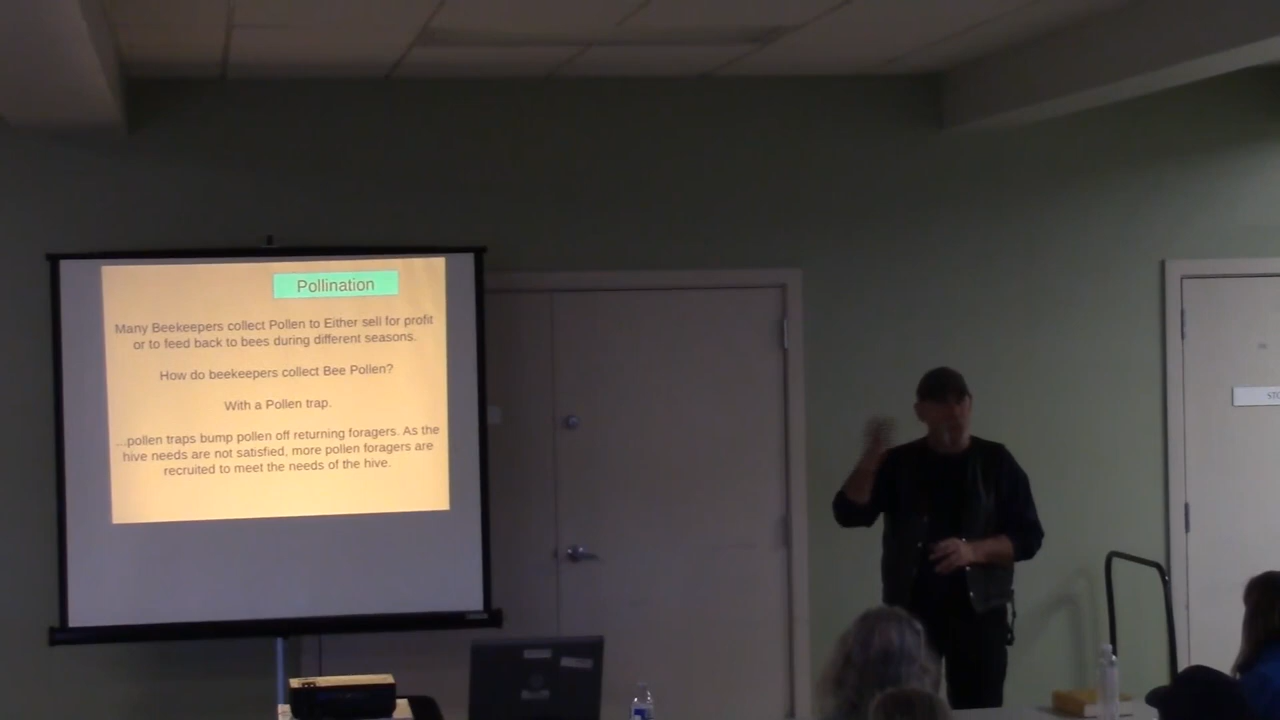 Pollination
Many Beekeepers collect Pollen to Either sell for profit
or to feed back to bees during different seasons.
How do beekeepers collect Bee Pollen?
With a Pollen trap.
...pollen traps bump pollen off returning foragers. As the
hive needs are not satisfied, more pollen foragers are
recruited to meet the needs of the hive.